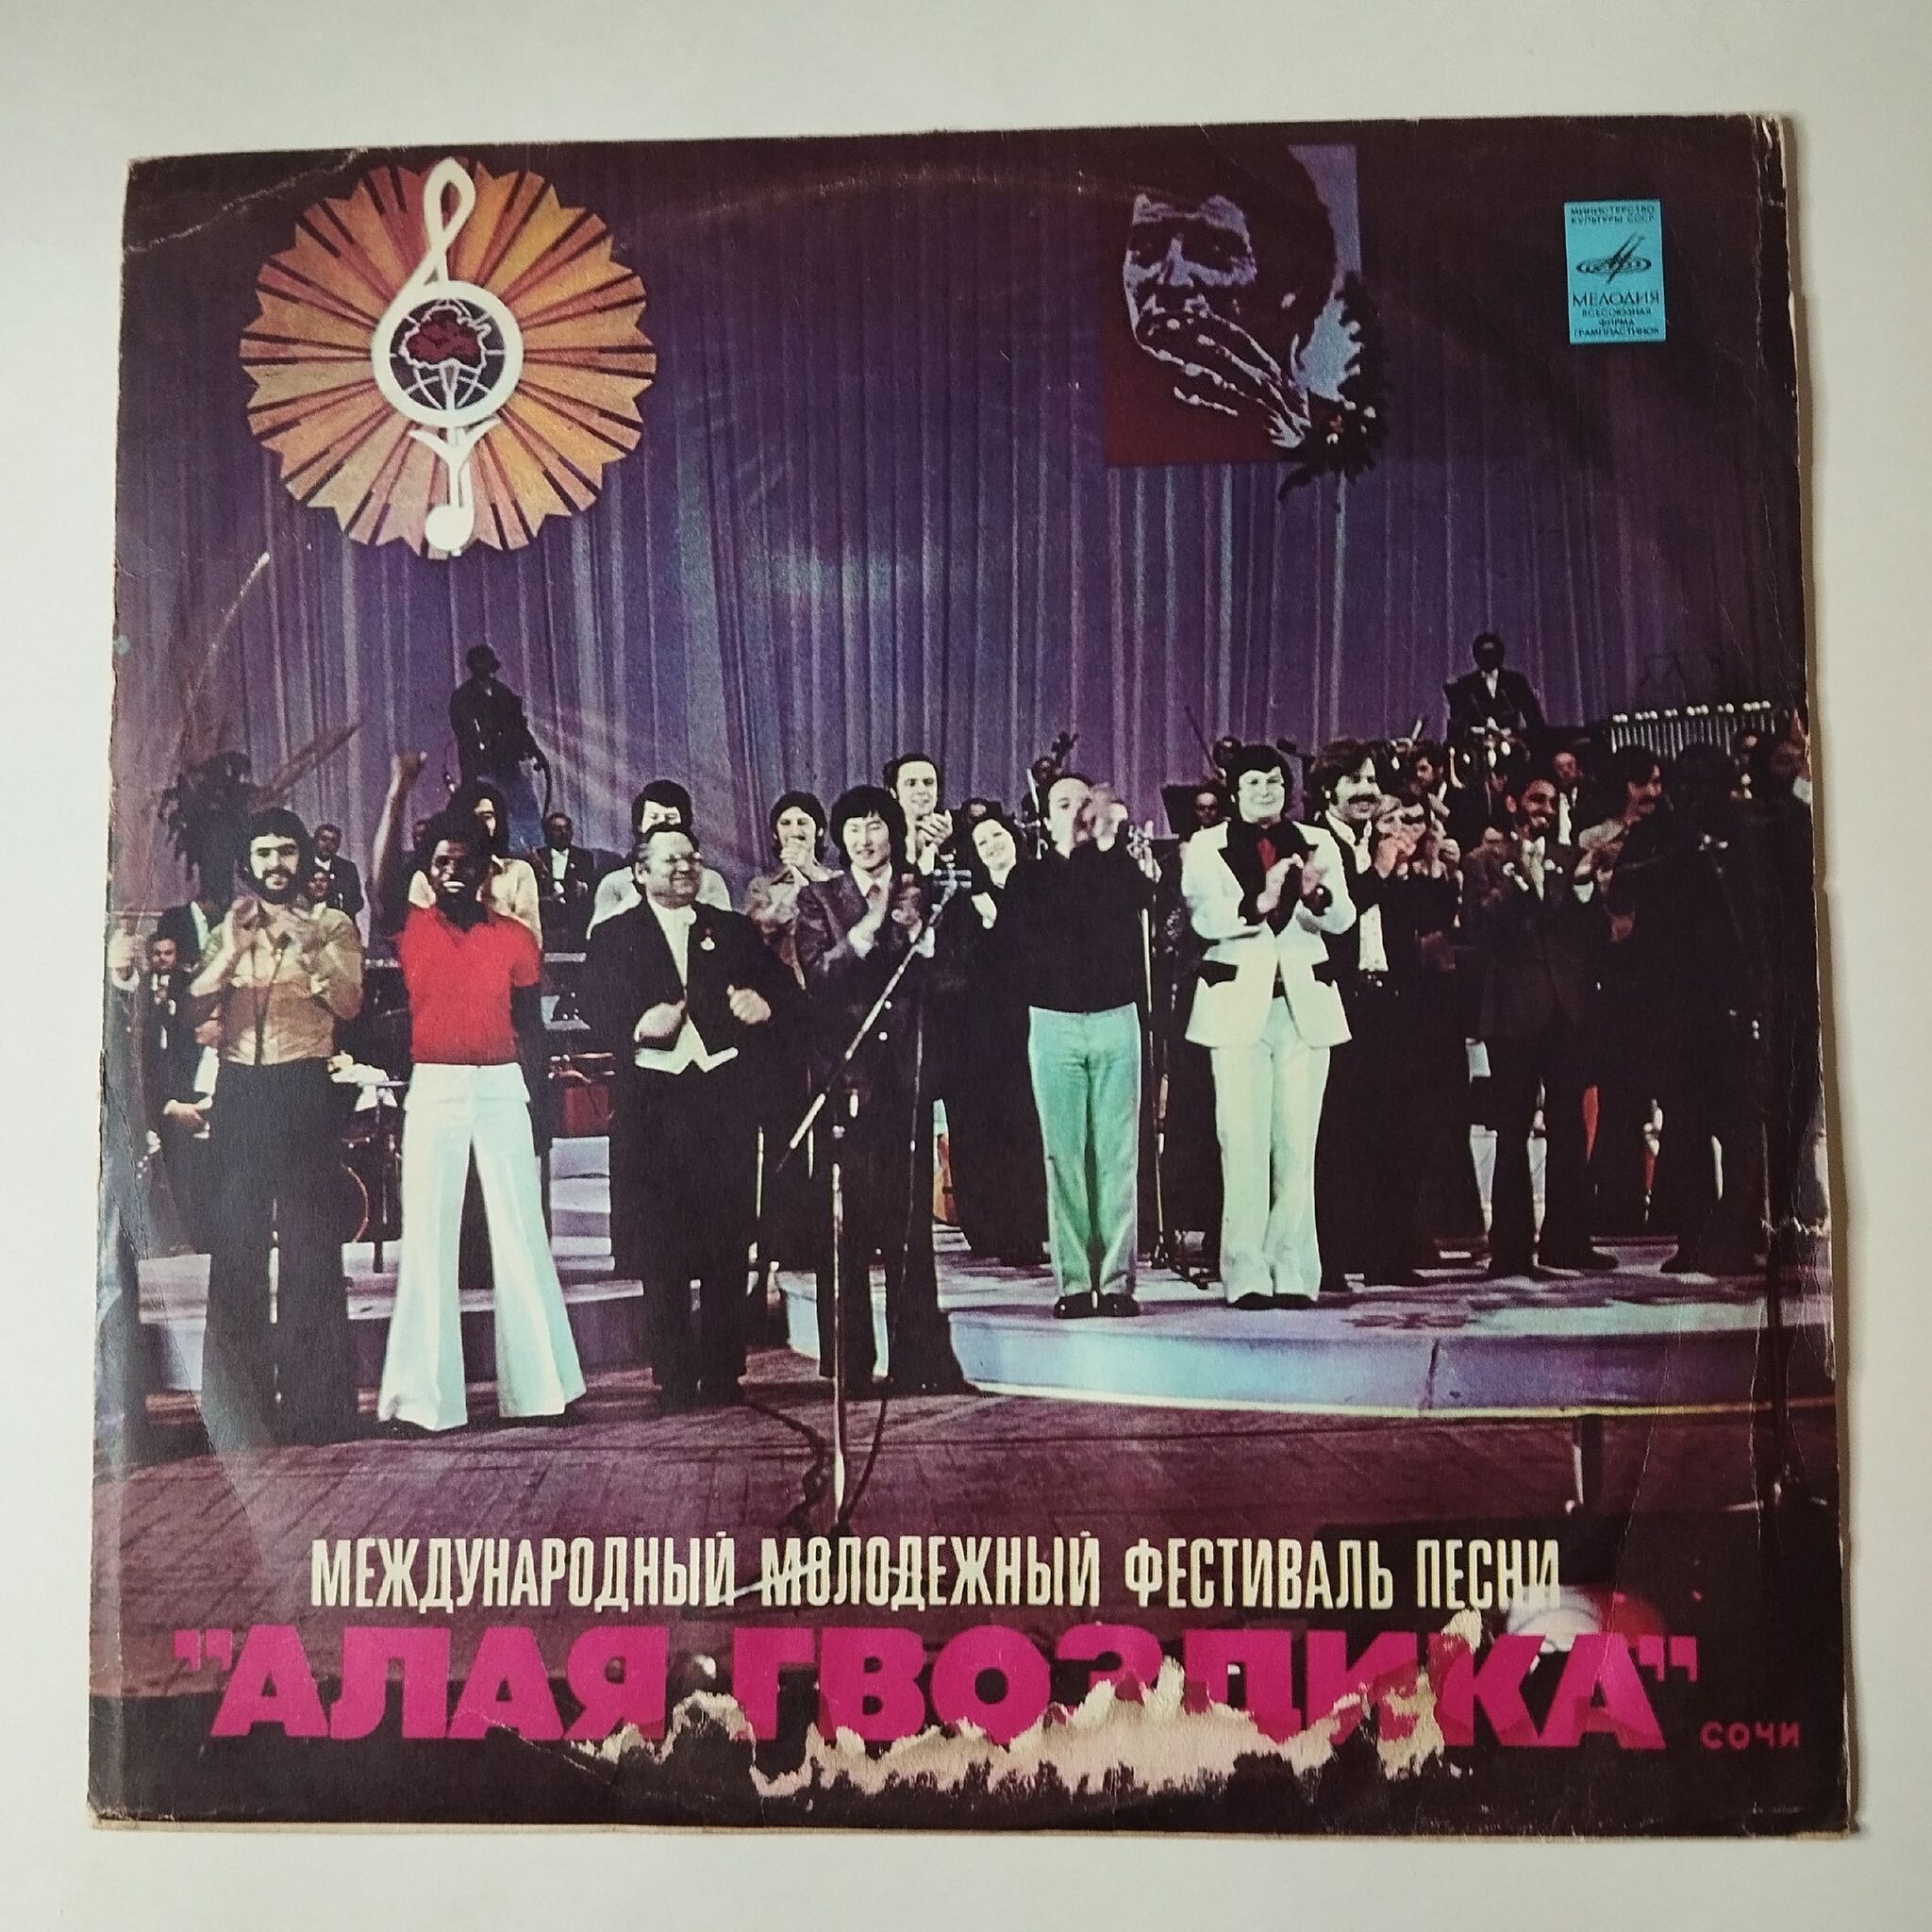 МИНИСТЕРСТВО
КУЛЬТУРЫ СССР
МЕЛОДИЯ
ВСЕСОЮЗНАЯ
ФИРМА
ГРАМПЛАСТИНОК
МЕЖДУНАРОДНЫЙ МОЛОДЕЖНЫЙ ФЕСТИВАЛЬ ПЕСНИ
"АЛАЯ ГВОЗДИКА"
СОЧИ